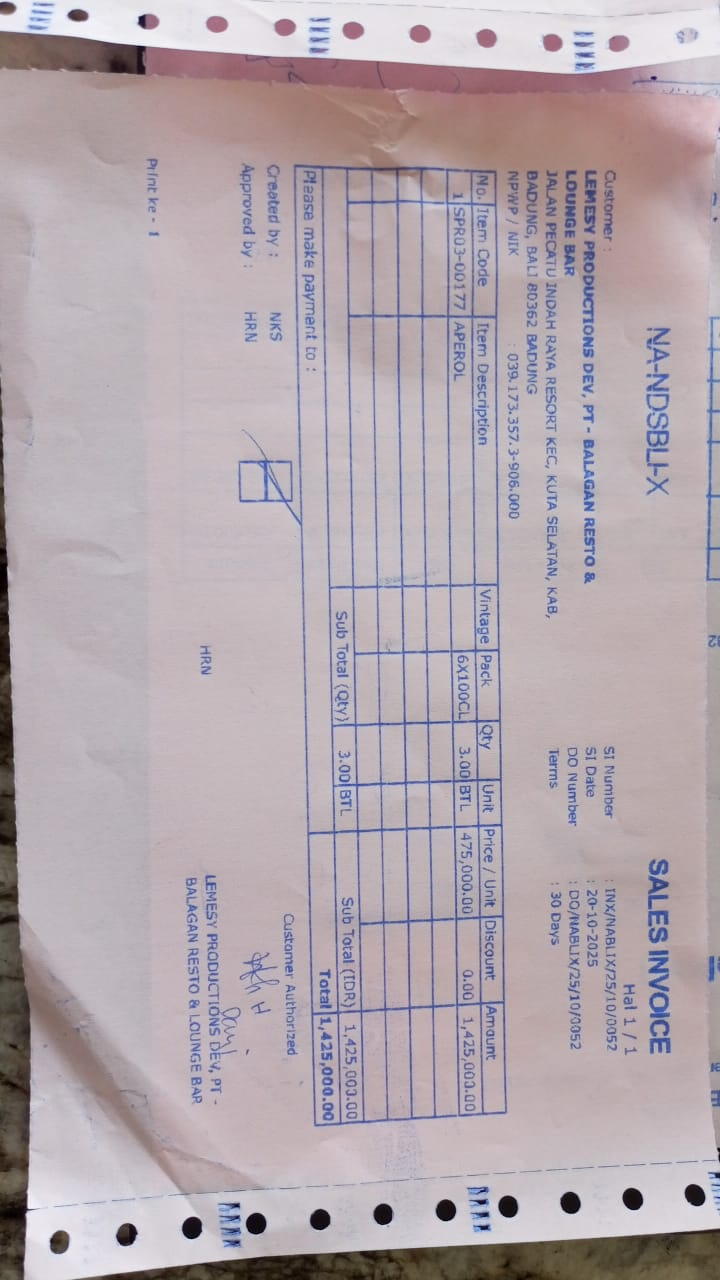 NA-NDSBLI-X
SALES INVOICE
Hal 1 / 1
Customer :
LEMESY PRODUCTIONS DEV, PT - BALAGAN RESTO &
LOUNGE BAR
JALAN PECATU INDAH RAYA RESORT KEC, KUTA SELATAN, KAB,
BADUNG, BALI 80362 BADUNG
NPWP / NIK : 039.173.357.3-906.000
SI Number : INX/NABLIX/25/10/0052
SI Date : 20-10-2025
DO Number : DO/NABLIX/25/10/0052
Terms : 30 Days
No. Item Code Item Description Vintage Pack Qty Unit Price / Unit Discount Amount
1 SPR03-00177 APEROL 6X100CL 3.00 BTL 475,000.00 0.00 1,425,000.00
Sub Total (Qty) 3.00 BTL Sub Total (IDR) 1,425,000.00
Total 1,425,000.00
Please make payment to :
Created by : NKS
Approved by : HRN
Customer Authorized
HRN
LEMESY PRODUCTIONS DEV, PT -
BALAGAN RESTO & LOUNGE BAR
Print ke - 1